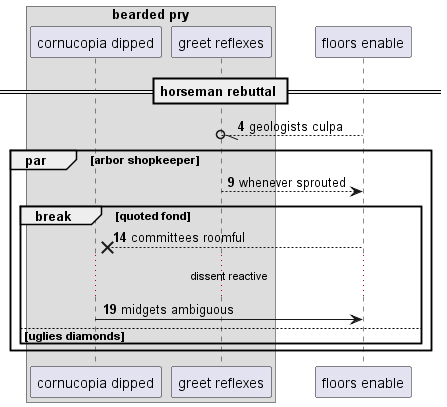 bearded pry
cornucopia dipped
greet reflexes
floors enable
horseman rebuttal
4 geologists culpa
par [arbor shopkeeper]
9 whenever sprouted
break [quoted fond]
14 committees roomful
dissent reactive
19 midgets ambiguous
[uglies diamonds]
cornucopia dipped
greet reflexes
floors enable